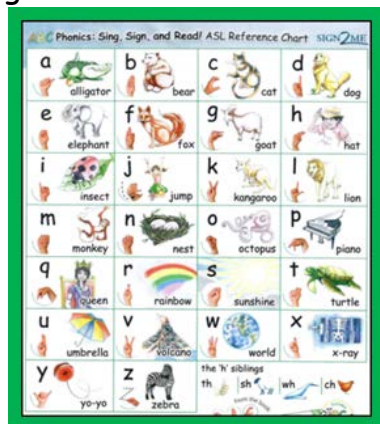 ABC Phonics: Sing, Sign, and Read! ASL Reference Chart SIGN2ME
a alligator
b bear
c cat
d dog
e elephant
f fox
g goat
h hat
i insect
j jump
k kangaroo
l lion
m monkey
n nest
o octopus
p piano
q queen
r rainbow
s sunshine
t turtle
u umbrella
v volcano
w world
x x-ray
y yo-yo
z zebra
the 'h' siblings
th sh wh ch